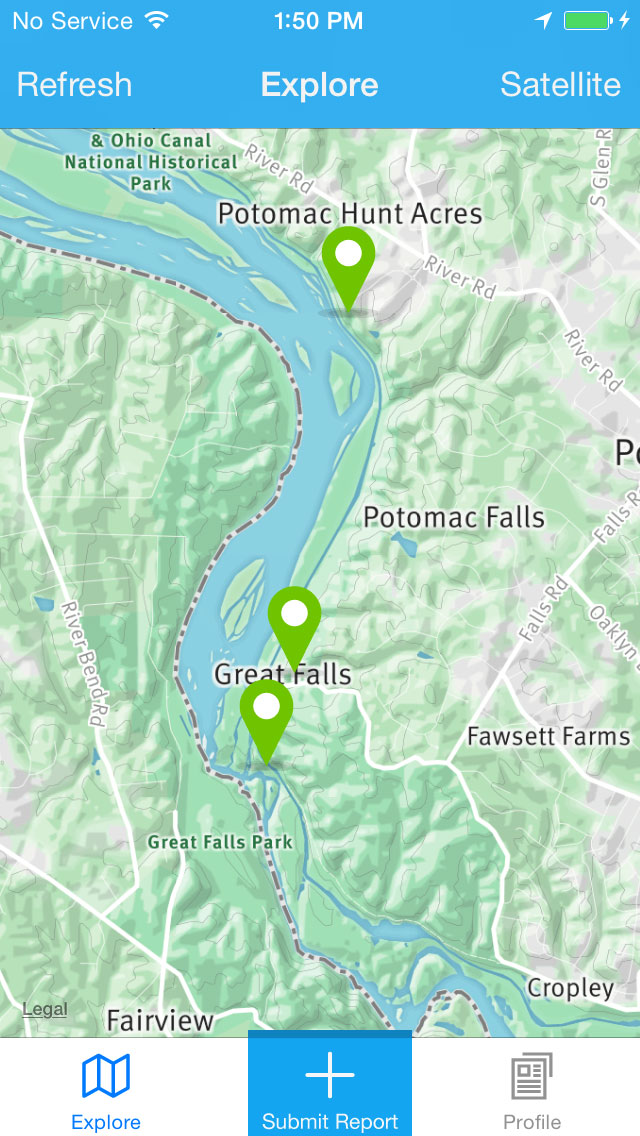 No Service 1:50 PM
Refresh Explore Satellite
& Ohio Canal
National Historical
Park
River Rd
S Glen R
Potomac Hunt Acres
River Rd
River Rd
Po
Potomac Falls
Falls R
Falls Rd
Oaklyn
River Bend Rd
Great Falls
Fawsett Farms
Great Falls Park
Cropley
Legal
Fairview
Explore Submit Report Profile